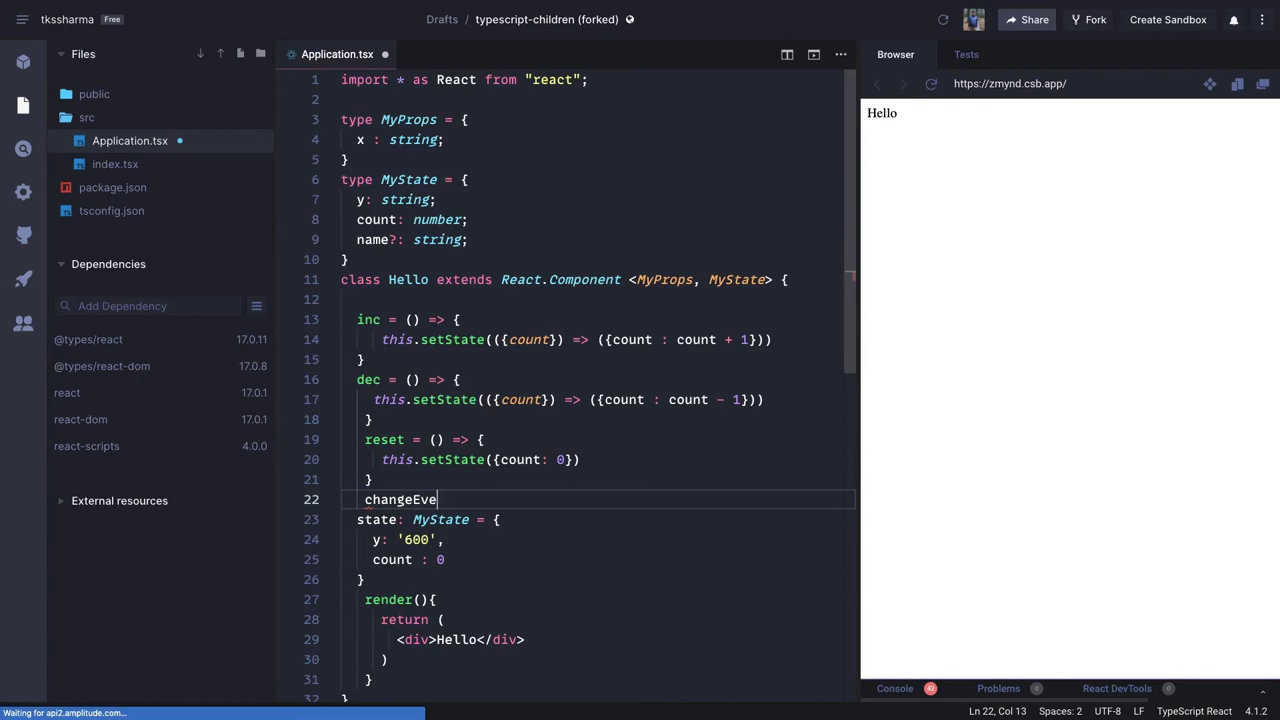 tkssharma Free Drafts / typescript-children (forked) Share Fork Create Sandbox
Files
public
src
Application.tsx
index.tsx
package.json
tsconfig.json
Dependencies
Add Dependency
@types/react 17.0.11
@types/react-dom 17.0.8
react 17.0.1
react-dom 17.0.1
react-scripts 4.0.0
External resources
Application.tsx
1 import * as React from "react";
2
3 type MyProps = {
4 x : string;
5 }
6 type MyState = {
7 y: string;
8 count: number;
9 name?: string;
10 }
11 class Hello extends React.Component <MyProps, MyState> {
12
13 inc = () => {
14 this.setState(({count}) => ({count : count + 1}))
15 }
16 dec = () => {
17 this.setState(({count}) => ({count : count - 1}))
18 }
19 reset = () => {
20 this.setState({count: 0})
21 }
22 changeEve
23 state: MyState = {
24 y: '600',
25 count : 0
26 }
27 render(){
28 return (
29 <div>Hello</div>
30 )
31 }
32 }
Browser Tests
https://zmynd.csb.app/
Hello
Console 42 Problems 0 React DevTools 0
Waiting for api2.amplitude.com...
Ln 22, Col 13 Spaces: 2 UTF-8 LF TypeScript React 4.1.2